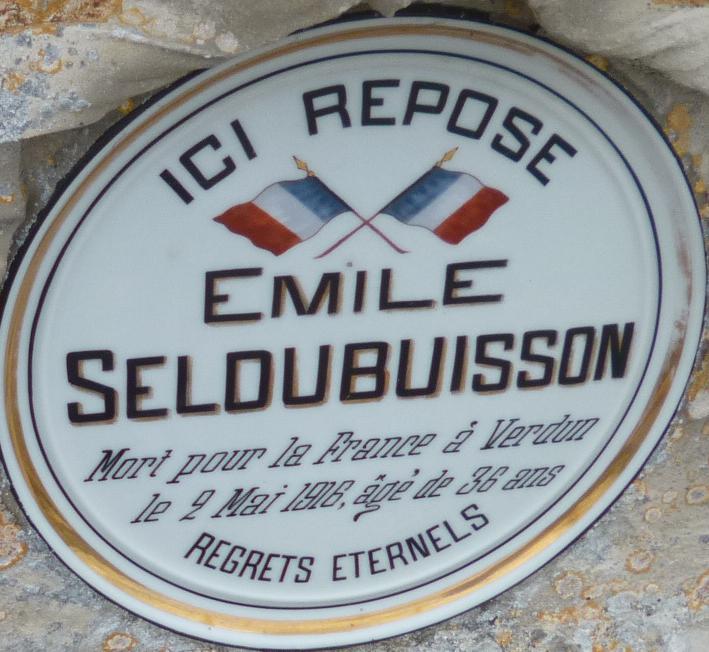 ICI REPOSE
EMILE
SELDUBUISSON
Mort pour la France à Verdun
le 2 Mai 1916, âgé de 36 ans
REGRETS ETERNELS